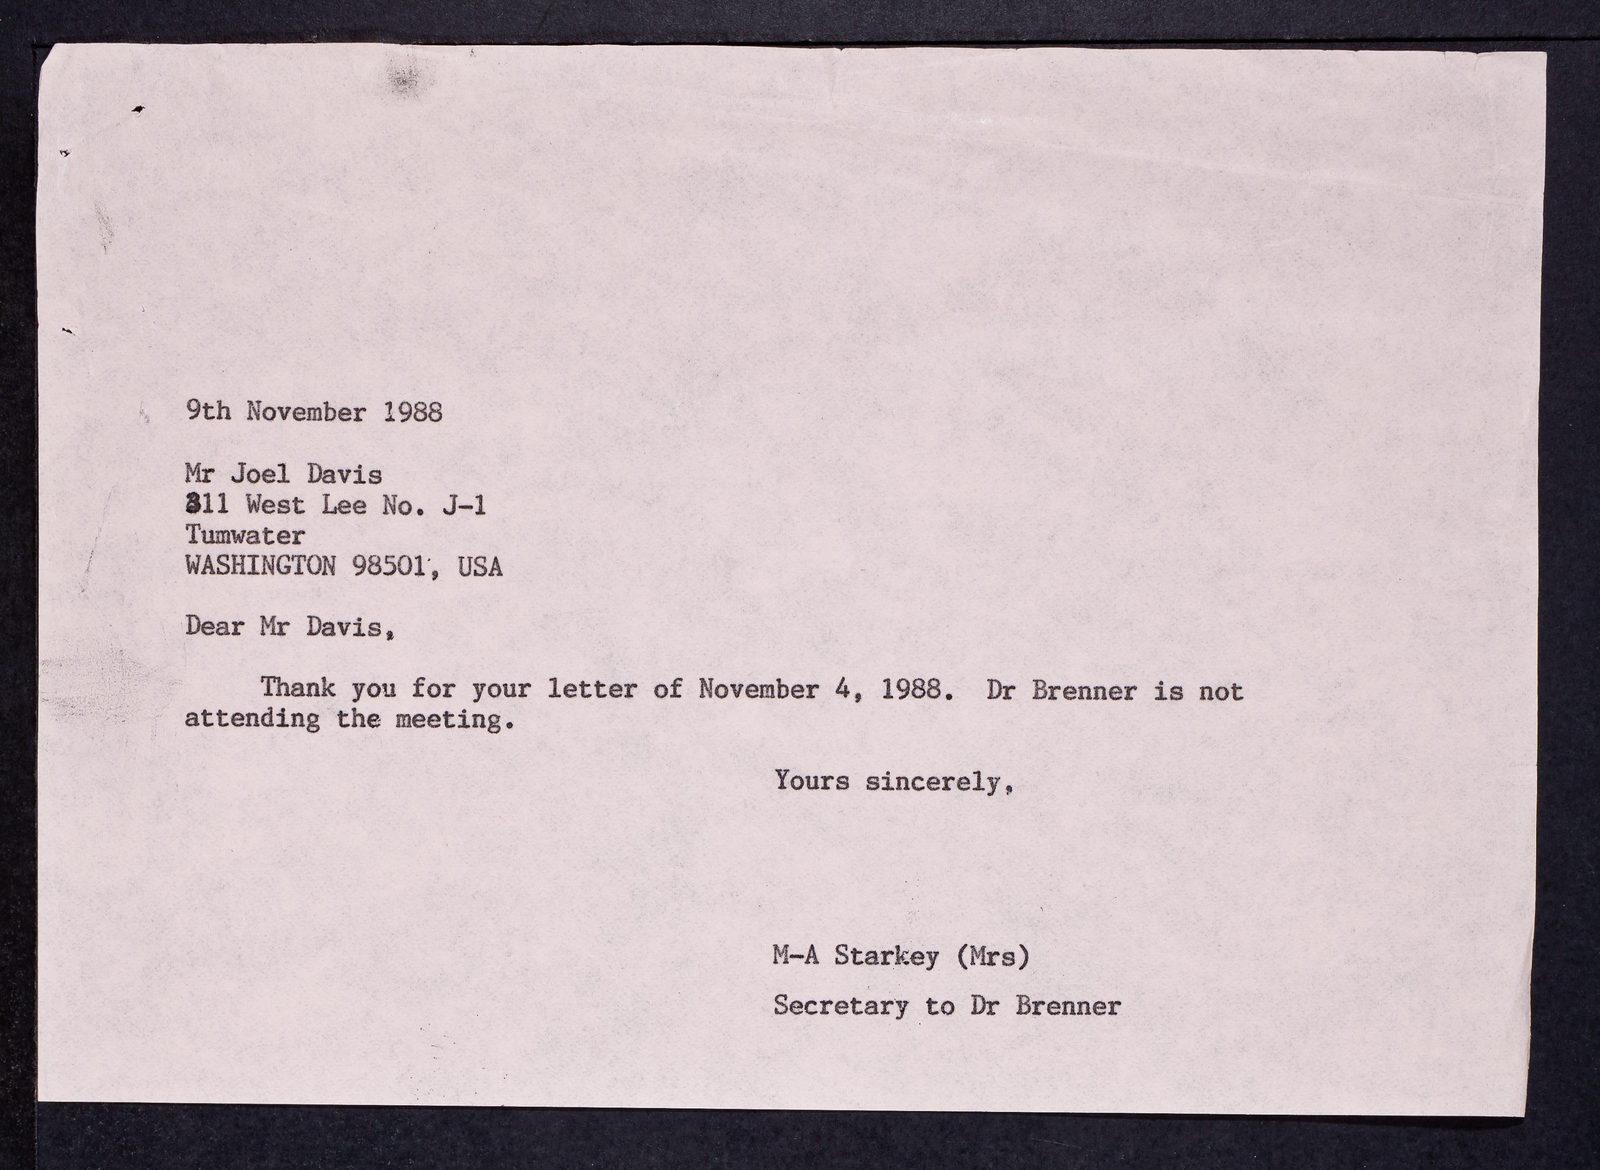 9th November 1988
Mr Joel Davis
311 West Lee No. J-1
Tumwater
WASHINGTON 98501, USA
Dear Mr Davis,
Thank you for your letter of November 4, 1988. Dr Brenner is not
attending the meeting.
Yours sincerely,
M-A Starkey (Mrs)
Secretary to Dr Brenner